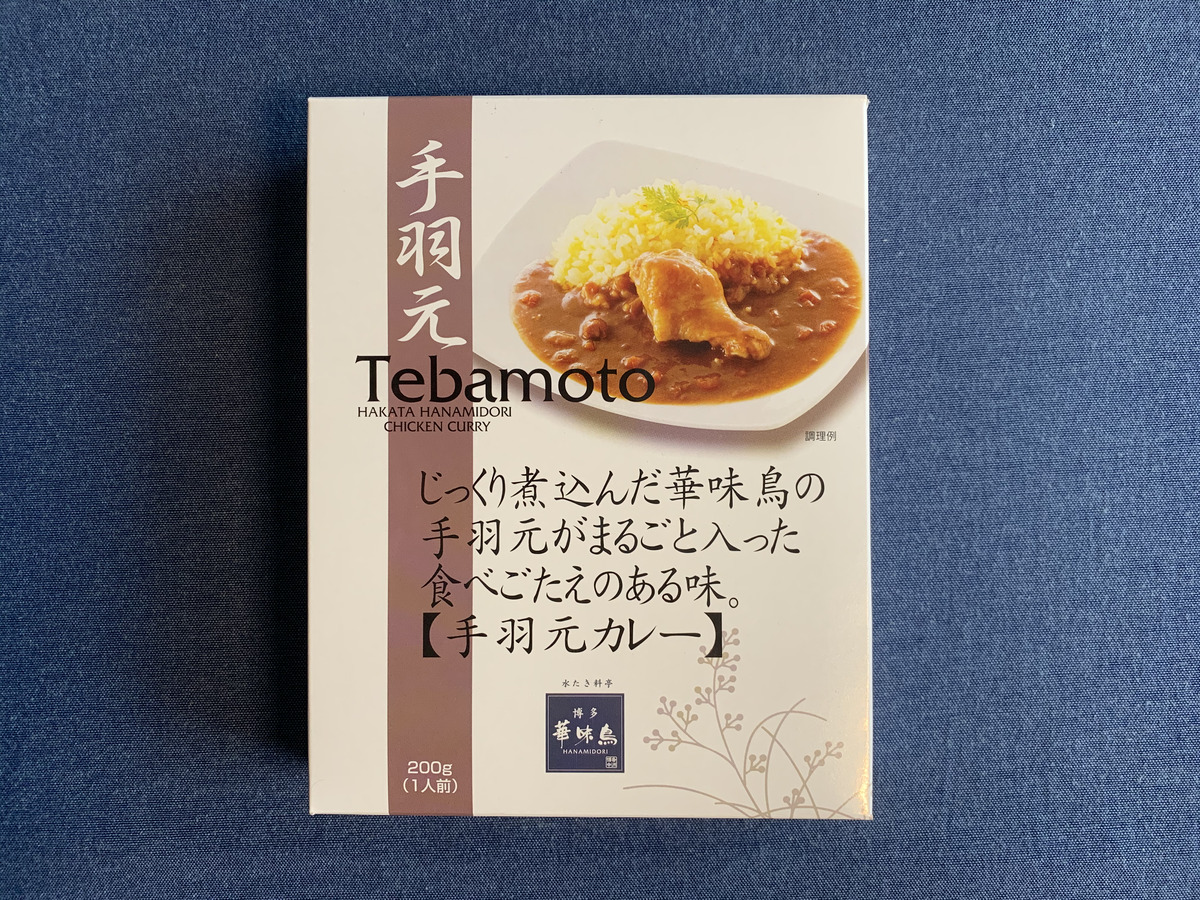 手羽元
Tebamoto
HAKATA HANAMIDORI
CHICKEN CURRY
調理例
じっくり煮込んだ華味鳥の
手羽元がまるごと入った
食べごたえのある味。
【手羽元カレー】
水たき料亭
博多
華味鳥
HANAMIDORI
200g
(1人前)